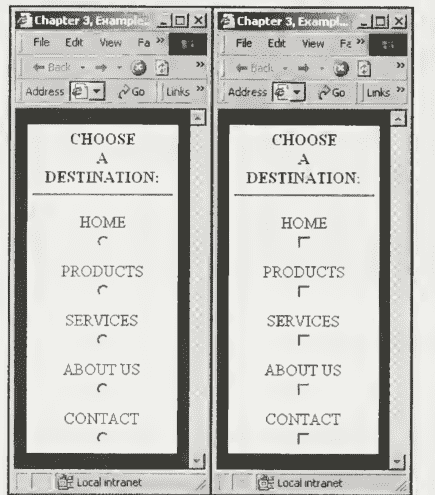 Chapter 3, Example...
File Edit View Fa »
Back »
Address Go Links »
CHOOSE
A
DESTINATION:
HOME
PRODUCTS
SERVICES
ABOUT US
CONTACT
Local intranet
Chapter 3, Example...
File Edit View Fa »
Back »
Address Go Links »
CHOOSE
A
DESTINATION:
HOME
PRODUCTS
SERVICES
ABOUT US
CONTACT
Local intranet